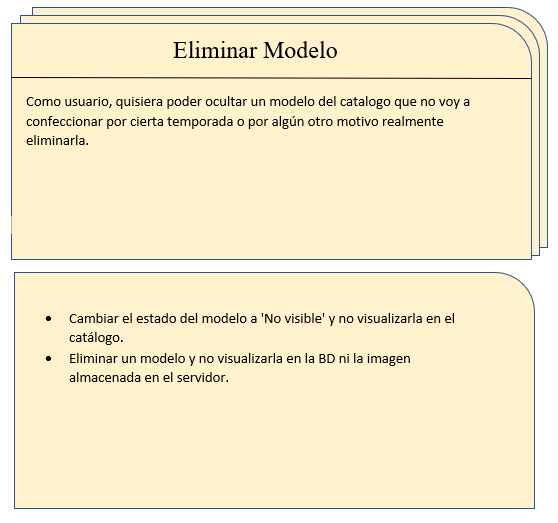 Eliminar Modelo
Como usuario, quisiera poder ocultar un modelo del catalogo que no voy a
confeccionar por cierta temporada o por algún otro motivo realmente
eliminarla.
• Cambiar el estado del modelo a 'No visible' y no visualizarla en el
catálogo.
• Eliminar un modelo y no visualizarla en la BD ni la imagen
almacenada en el servidor.